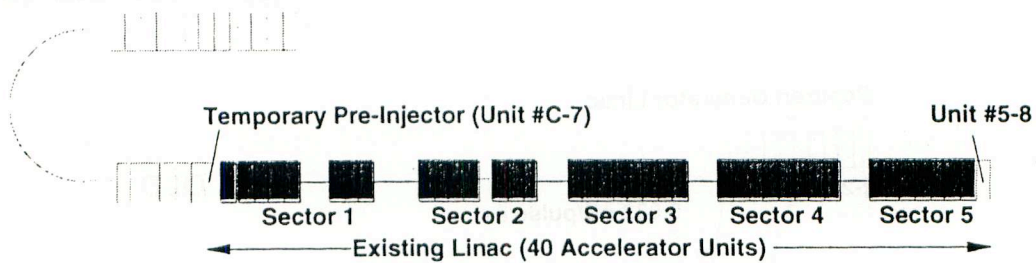 Temporary Pre-Injector (Unit #C-7)
Unit #5-8
Sector 1
Sector 2
Sector 3
Sector 4
Sector 5
Existing Linac (40 Accelerator Units)